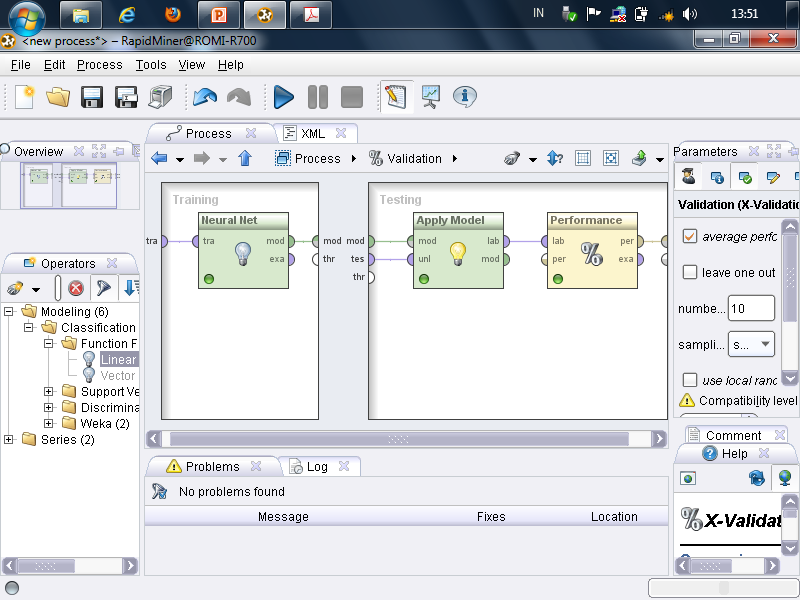 IN
13:51
<new process*> – RapidMiner@ROMI-R700
File Edit Process Tools View Help
Process
XML
Overview
Process
Validation
Parameters
Training
Neural Net
tra
tra
mod
exa
mod
thr
Testing
mod
tes
thr
Apply Model
mod
unl
lab
mod
Performance
lab
per
per
exa
Validation (X-Validatio
average perfc
leave one out
numbe... 10
sampli... s...
use local ranc
Compatibility level
Operators
Modeling (6)
Classification
Function F
Linear
Vector
Support Ve
Discrimina
Weka (2)
Series (2)
Problems
Log
No problems found
Message Fixes Location
Comment
Help
X-Validat